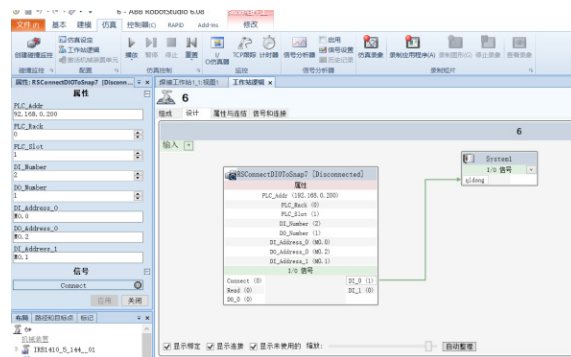 6 - ABB RobotStudio 6.08
文件(F) 基本 建模 仿真 控制器(C) RAPID Add-Ins 修改
创建碰撞监控
仿真设定
工作站逻辑
激活机械装置单元
播放 暂停 停止 重置
I/O仿真器
TCP跟踪 计时器 信号分析器
启用
信号设置
历史记录
仿真录象 录制应用程序(A) 录制图形(G) 停止录象 查看录象
碰撞监控 配置 仿真控制 监控 信号分析器 录制短片
属性: RSConnectDIOToSnap7 (Disconn...
焊接工作站1_1:视图1 工作站逻辑
属性
PLC_Addr
92.168.0.200
PLC_Rack
0
PLC_Slot
1
DI_Number
2
DO_Number
1
DI_Address_0
M0.0
DO_Address_0
M0.2
DI_Address_1
M0.1
信号
Connect
应用 关闭
布局 路径和目标点 标记
6*
机械装置
IRB1410_5_144__01
6
组成 设计 属性与连结 信号和连接
6
输入 +
RSConnectDIOToSnap7 [Disconnected]
属性
PLC_Addr (192.168.0.200)
PLC_Rack (0)
PLC_Slot (1)
DI_Number (2)
DO_Number (1)
DI_Address_0 (M0.0)
DO_Address_0 (M0.2)
DI_Address_1 (M0.1)
I/O 信号
Connect (0) DI_0 (1)
Read (0) DI_1 (0)
DO_0 (0)
System1
I/O 信号
qidong
显示绑定 显示连接 显示未使用的 缩放: 自动整理